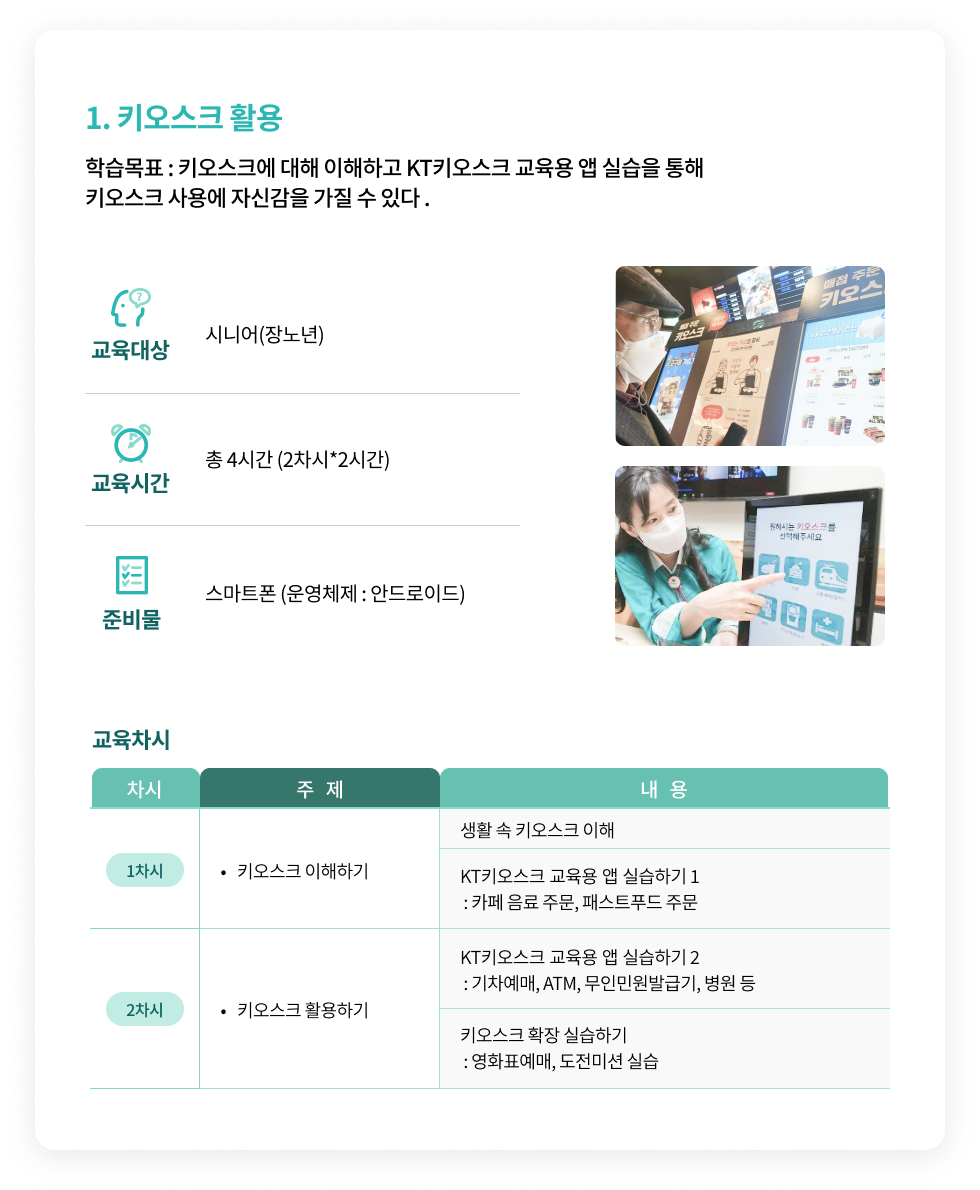 1. 키오스크 활용
학습목표 : 키오스크에 대해 이해하고 KT키오스크 교육용 앱 실습을 통해
키오스크 사용에 자신감을 가질 수 있다 .
교육대상
시니어(장노년)
교육시간
총 4시간 (2차시*2시간)
준비물
스마트폰 (운영체제 : 안드로이드)
매점 주문
키오스
매점 주문
키오스크
원하시는 키오스크를
선택해주세요
교육차시
차시
주 제
내 용
1차시
• 키오스크 이해하기
생활 속 키오스크 이해
KT키오스크 교육용 앱 실습하기 1
: 카페 음료 주문, 패스트푸드 주문
2차시
• 키오스크 활용하기
KT키오스크 교육용 앱 실습하기 2
: 기차예매, ATM, 무인민원발급기, 병원 등
키오스크 확장 실습하기
: 영화표예매, 도전미션 실습